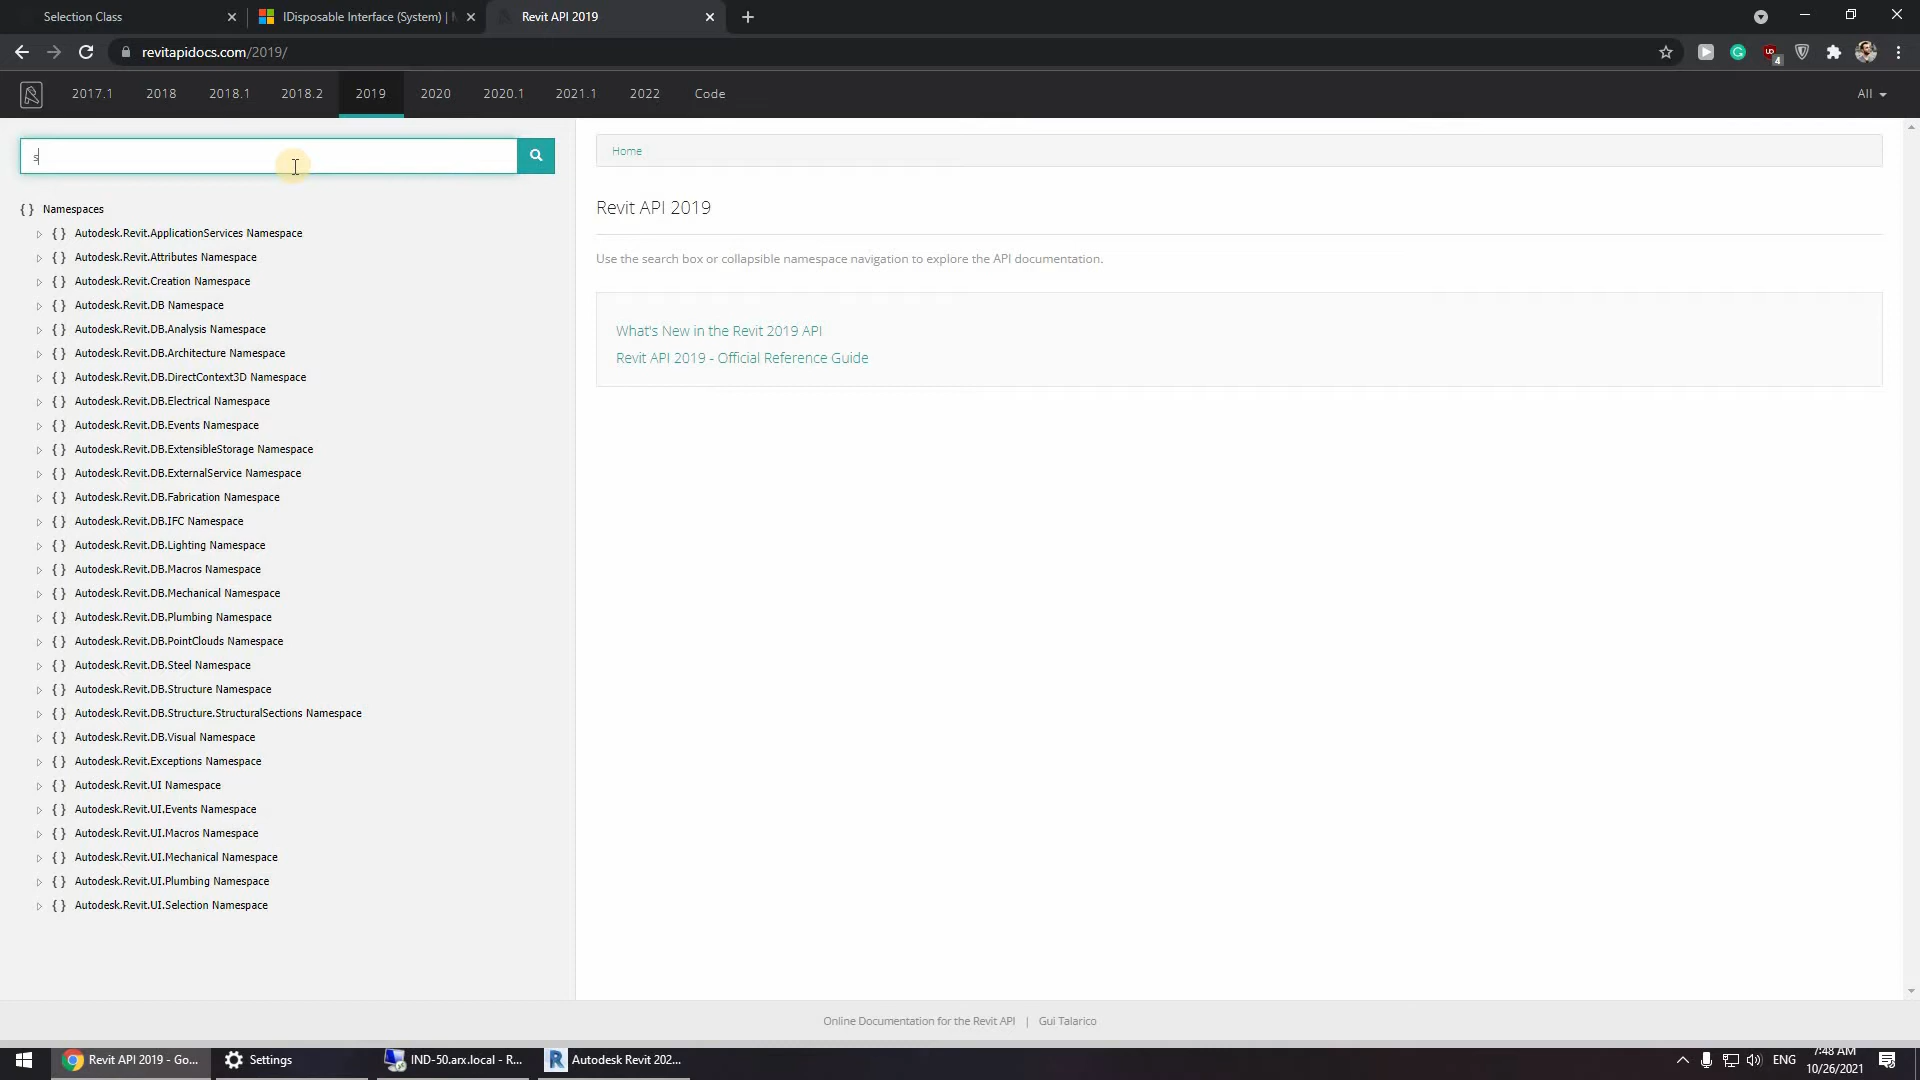 Selection Class
IDisposable Interface (System) |
Revit API 2019
revitapidocs.com/2019/
4
2017.1 2018 2018.1 2018.2 2019 2020 2020.1 2021.1 2022 Code All
s
Home
Namespaces
Autodesk.Revit.ApplicationServices Namespace
Autodesk.Revit.Attributes Namespace
Autodesk.Revit.Creation Namespace
Autodesk.Revit.DB Namespace
Autodesk.Revit.DB.Analysis Namespace
Autodesk.Revit.DB.Architecture Namespace
Autodesk.Revit.DB.DirectContext3D Namespace
Autodesk.Revit.DB.Electrical Namespace
Autodesk.Revit.DB.Events Namespace
Autodesk.Revit.DB.ExtensibleStorage Namespace
Autodesk.Revit.DB.ExternalService Namespace
Autodesk.Revit.DB.Fabrication Namespace
Autodesk.Revit.DB.IFC Namespace
Autodesk.Revit.DB.Lighting Namespace
Autodesk.Revit.DB.Macros Namespace
Autodesk.Revit.DB.Mechanical Namespace
Autodesk.Revit.DB.Plumbing Namespace
Autodesk.Revit.DB.PointClouds Namespace
Autodesk.Revit.DB.Steel Namespace
Autodesk.Revit.DB.Structure Namespace
Autodesk.Revit.DB.Structure.StructuralSections Namespace
Autodesk.Revit.DB.Visual Namespace
Autodesk.Revit.Exceptions Namespace
Autodesk.Revit.UI Namespace
Autodesk.Revit.UI.Events Namespace
Autodesk.Revit.UI.Macros Namespace
Autodesk.Revit.UI.Mechanical Namespace
Autodesk.Revit.UI.Plumbing Namespace
Autodesk.Revit.UI.Selection Namespace
Revit API 2019
Use the search box or collapsible namespace navigation to explore the API documentation.
What's New in the Revit 2019 API
Revit API 2019 - Official Reference Guide
Online Documentation for the Revit API | Gui Talarico
Revit API 2019 - Go...
Settings
IND-50.arx.local - R...
Autodesk Revit 202...
ENG
7:48 AM
10/26/2021